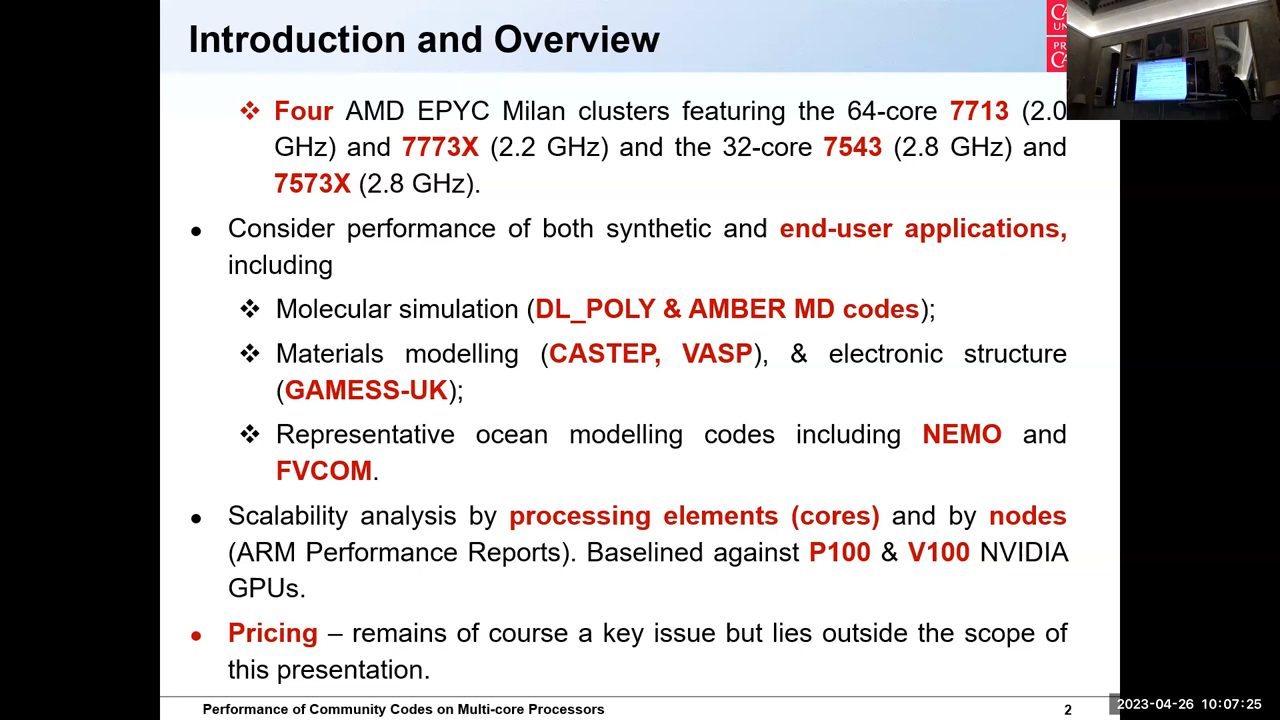 Introduction and Overview
❖ Four AMD EPYC Milan clusters featuring the 64-core 7713 (2.0
GHz) and 7773X (2.2 GHz) and the 32-core 7543 (2.8 GHz) and
7573X (2.8 GHz).
• Consider performance of both synthetic and end-user applications,
including
❖ Molecular simulation (DL_POLY & AMBER MD codes);
❖ Materials modelling (CASTEP, VASP), & electronic structure
(GAMESS-UK);
❖ Representative ocean modelling codes including NEMO and
FVCOM.
• Scalability analysis by processing elements (cores) and by nodes
(ARM Performance Reports). Baselined against P100 & V100 NVIDIA
GPUs.
• Pricing – remains of course a key issue but lies outside the scope of
this presentation.
Performance of Community Codes on Multi-core Processors
2
2023-04-26 10:07:25